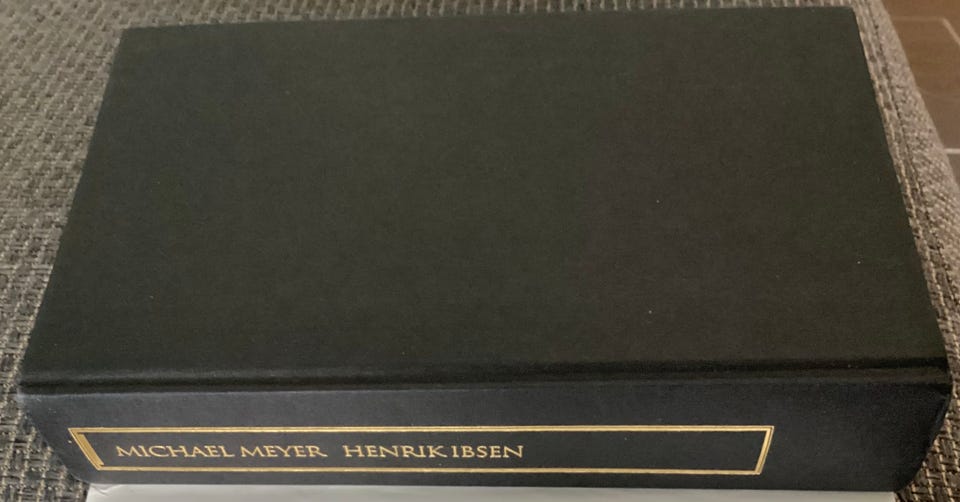 MICHAEL MEYER HENRIK IBSEN